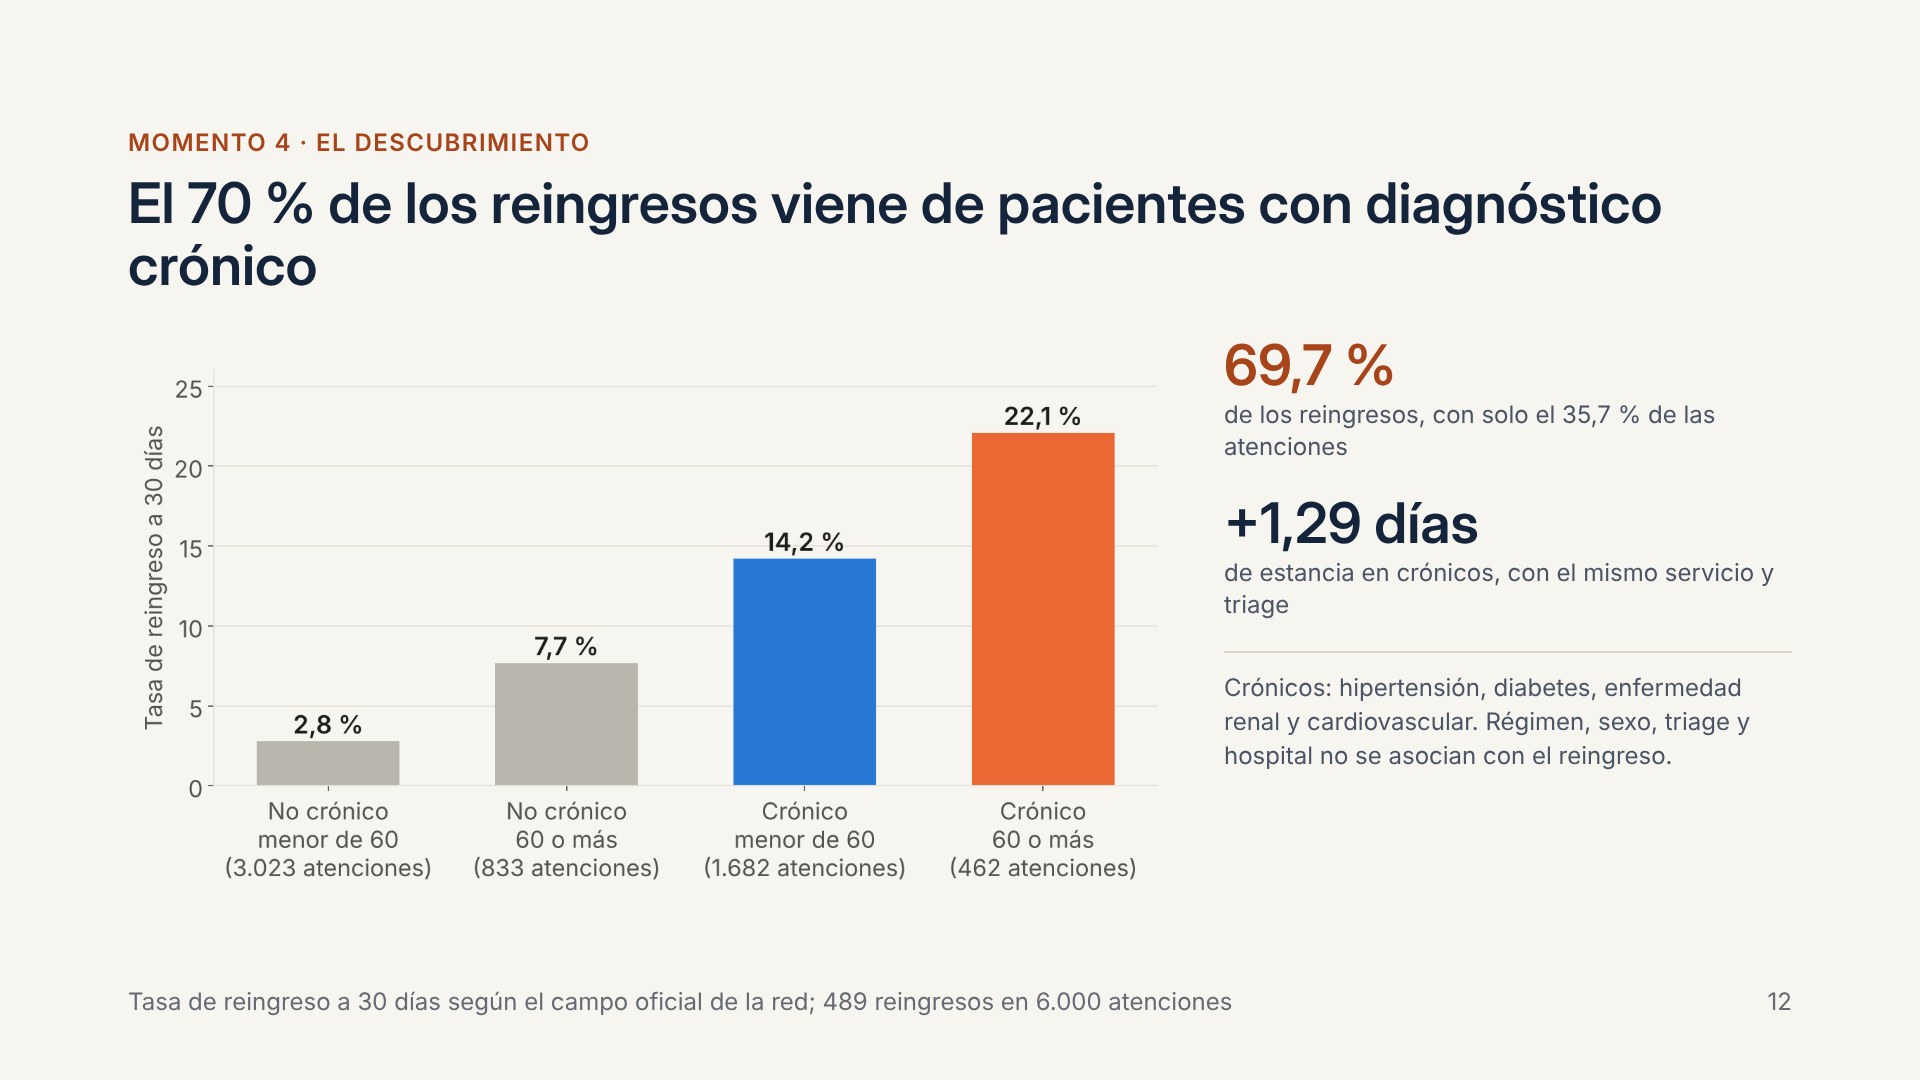 MOMENTO 4 · EL DESCUBRIMIENTO
El 70 % de los reingresos viene de pacientes con diagnóstico
crónico
Tasa de reingreso a 30 días
25
20
15
10
5
0
2,8 %
7,7 %
14,2 %
22,1 %
No crónico
menor de 60
(3.023 atenciones)
No crónico
60 o más
(833 atenciones)
Crónico
menor de 60
(1.682 atenciones)
Crónico
60 o más
(462 atenciones)
69,7 %
de los reingresos, con solo el 35,7 % de las
atenciones
+1,29 días
de estancia en crónicos, con el mismo servicio y
triage
Crónicos: hipertensión, diabetes, enfermedad
renal y cardiovascular. Régimen, sexo, triage y
hospital no se asocian con el reingreso.
Tasa de reingreso a 30 días según el campo oficial de la red; 489 reingresos en 6.000 atenciones
12